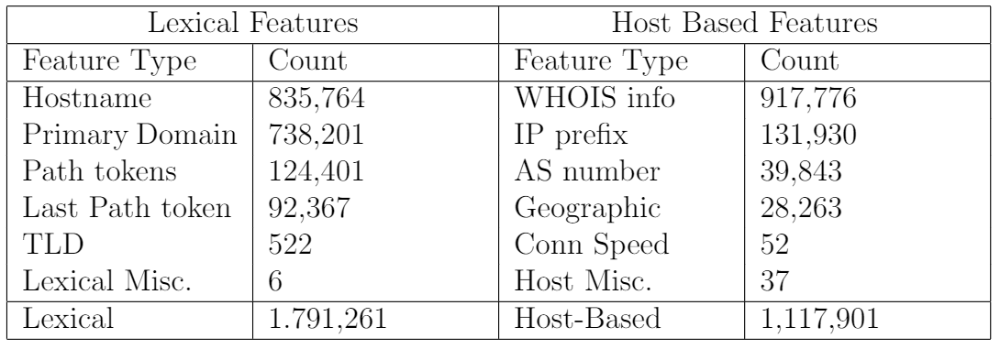 Lexical Features Host Based Features
Feature Type Count Feature Type Count
Hostname 835,764 WHOIS info 917,776
Primary Domain 738,201 IP prefix 131,930
Path tokens 124,401 AS number 39,843
Last Path token 92,367 Geographic 28,263
TLD 522 Conn Speed 52
Lexical Misc. 6 Host Misc. 37
Lexical 1.791,261 Host-Based 1,117,901